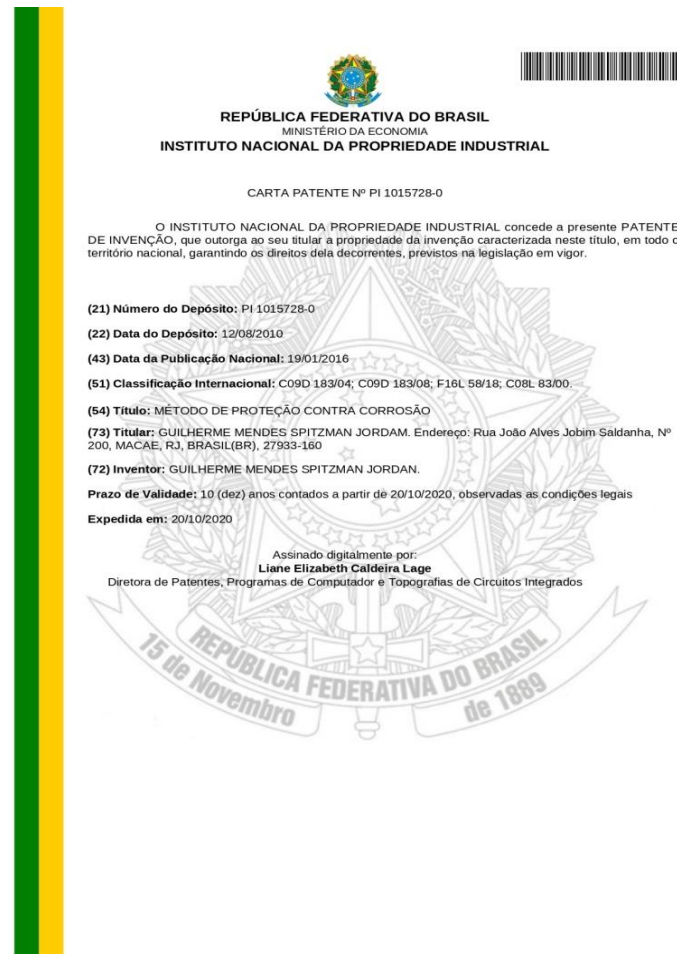 REPÚBLICA FEDERATIVA DO BRASIL
MINISTÉRIO DA ECONOMIA
INSTITUTO NACIONAL DA PROPRIEDADE INDUSTRIAL
CARTA PATENTE Nº PI 1015728-0
O INSTITUTO NACIONAL DA PROPRIEDADE INDUSTRIAL concede a presente PATENTE
DE INVENÇÃO, que outorga ao seu titular a propriedade da invenção caracterizada neste título, em todo o
território nacional, garantindo os direitos dela decorrentes, previstos na legislação em vigor.
(21) Número do Depósito: PI 1015728-0
(22) Data do Depósito: 12/08/2010
(43) Data da Publicação Nacional: 19/01/2016
(51) Classificação Internacional: C09D 183/04; C09D 183/08; F16L 58/18; C08L 83/00.
(54) Título: MÉTODO DE PROTEÇÃO CONTRA CORROSÃO
(73) Titular: GUILHERME MENDES SPITZMAN JORDAM. Endereço: Rua João Alves Jobim Saldanha, Nº
200, MACAE, RJ, BRASIL(BR), 27933-160
(72) Inventor: GUILHERME MENDES SPITZMAN JORDAN.
Prazo de Validade: 10 (dez) anos contados a partir de 20/10/2020, observadas as condições legais
Expedida em: 20/10/2020
Assinado digitalmente por:
Liane Elizabeth Caldeira Lage
Diretora de Patentes, Programas de Computador e Topografias de Circuitos Integrados
REPÚBLICA FEDERATIVA DO BRASIL
15 de Novembro de 1889